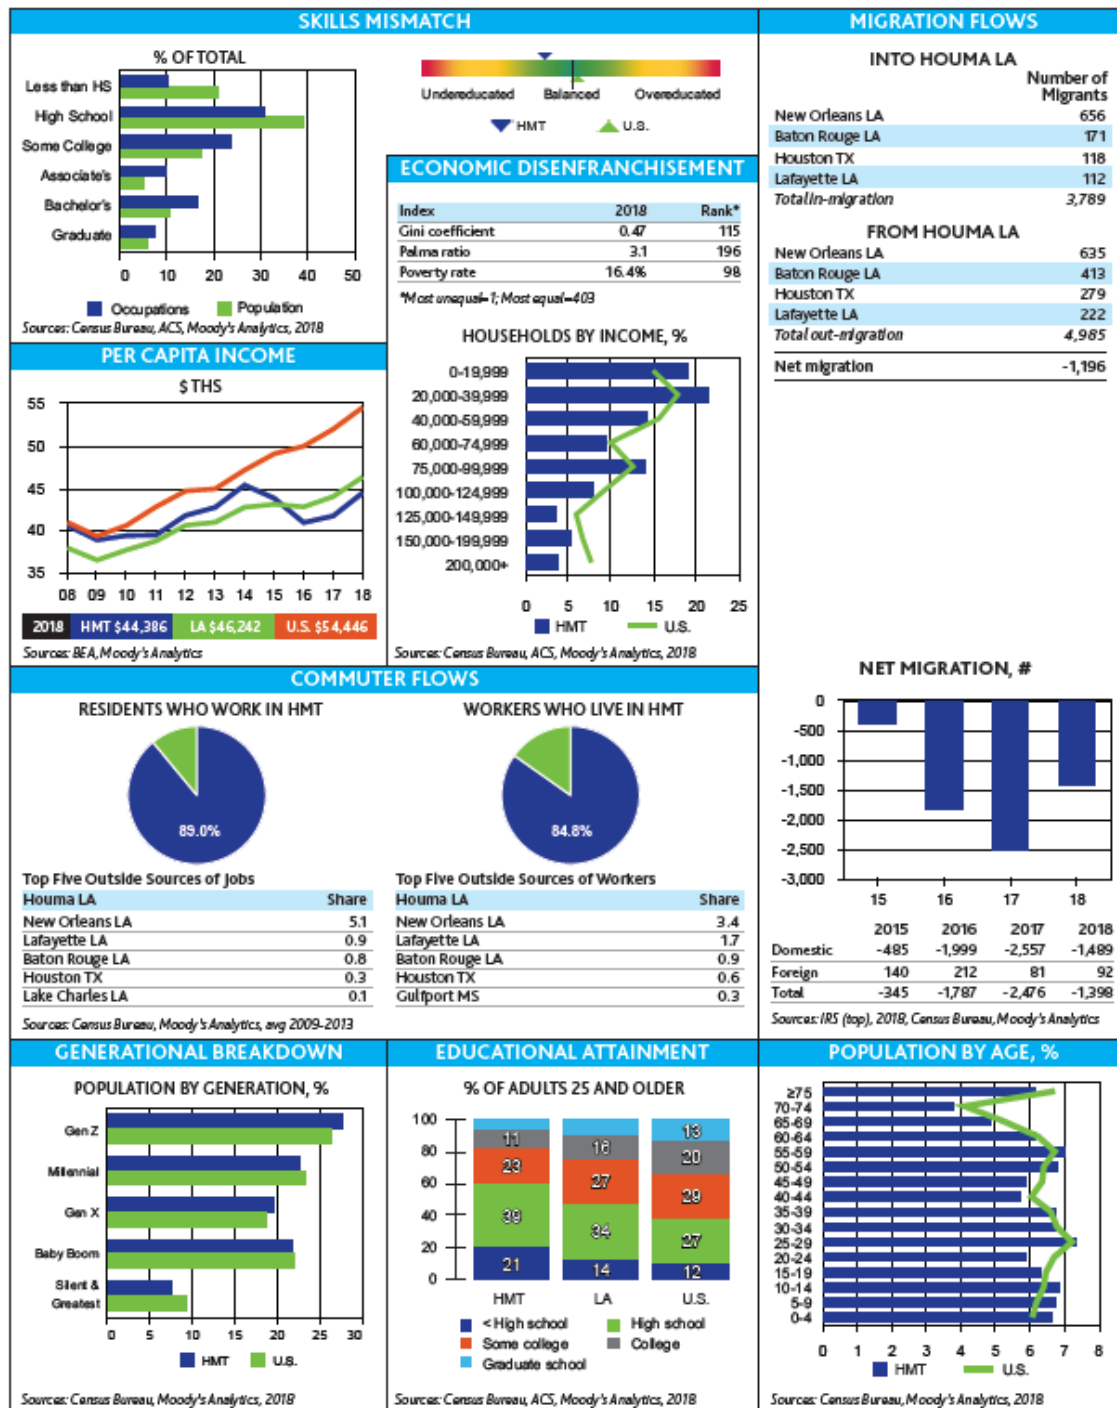 SKILLS MISMATCH
% OF TOTAL
Less than HS
High School
Some College
Associate's
Bachelor's
Graduate
0 10 20 30 40 50
Occupations Population
Sources: Census Bureau, ACS, Moody's Analytics, 2018
Undereducated Balanced Overeducated
HMT U.S.
ECONOMIC DISENFRANCHISEMENT
Index 2018 Rank*
Gini coefficient 0.47 115
Palma ratio 3.1 196
Poverty rate 16.4% 98
*Most unequal=1; Most equal=403
HOUSEHOLDS BY INCOME, %
0-19,999
20,000-39,999
40,000-59,999
60,000-74,999
75,000-99,999
100,000-124,999
125,000-149,999
150,000-199,999
200,000+
0 5 10 15 20 25
HMT U.S.
Sources: Census Bureau, ACS, Moody's Analytics, 2018
PER CAPITA INCOME
$ THS
55
50
45
40
35
08 09 10 11 12 13 14 15 16 17 18
2018 HMT $44,386 LA $46,242 U.S. $54,446
Sources: BEA, Moody's Analytics
MIGRATION FLOWS
INTO HOUMA LA
Number of
Migrants
New Orleans LA 656
Baton Rouge LA 171
Houston TX 118
Lafayette LA 112
Total in-migration 3,789
FROM HOUMA LA
New Orleans LA 635
Baton Rouge LA 413
Houston TX 279
Lafayette LA 222
Total out-migration 4,985
Net migration -1,196
NET MIGRATION, #
0
-500
-1,000
-1,500
-2,000
-2,500
-3,000
15 16 17 18
2015 2016 2017 2018
Domestic -485 -1,999 -2,557 -1,489
Foreign 140 212 81 92
Total -345 -1,787 -2,476 -1,398
Sources: IRS (top), 2018, Census Bureau, Moody's Analytics
COMMUTER FLOWS
RESIDENTS WHO WORK IN HMT
89.0%
Top Five Outside Sources of Jobs
Houma LA Share
New Orleans LA 5.1
Lafayette LA 0.9
Baton Rouge LA 0.8
Houston TX 0.3
Lake Charles LA 0.1
Sources: Census Bureau, Moody's Analytics, avg 2009-2013
WORKERS WHO LIVE IN HMT
84.8%
Top Five Outside Sources of Workers
Houma LA Share
New Orleans LA 3.4
Lafayette LA 1.7
Baton Rouge LA 0.9
Houston TX 0.6
Gulfport MS 0.3
GENERATIONAL BREAKDOWN
POPULATION BY GENERATION, %
Gen Z
Millennial
Gen X
Baby Boom
Silent &
Greatest
0 5 10 15 20 25 30
HMT U.S.
Sources: Census Bureau, Moody's Analytics, 2018
EDUCATIONAL ATTAINMENT
% OF ADULTS 25 AND OLDER
100
80
60
40
20
0
11 16 13
23 27 20
39 34 29
21 14 27
12
HMT LA U.S.
< High school High school
Some college College
Graduate school
Sources: Census Bureau, ACS, Moody's Analytics, 2018
POPULATION BY AGE, %
≥75
70-74
65-69
60-64
55-59
50-54
45-49
40-44
35-39
30-34
25-29
20-24
15-19
10-14
5-9
0-4
0 1 2 3 4 5 6 7 8
HMT U.S.
Sources: Census Bureau, Moody's Analytics, 2018